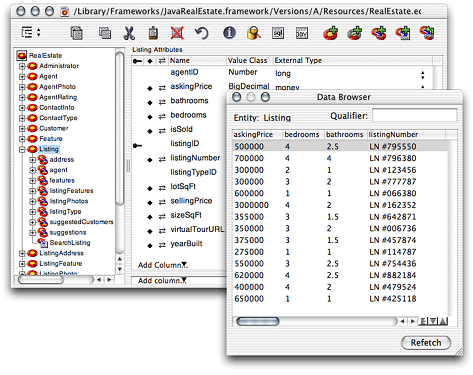 /Library/Frameworks/JavaRealEstate.framework/Versions/A/Resources/RealEstate.eo
RealEstate
Administrator
Agent
AgentPhoto
AgentRating
ContactInfo
ContactType
Customer
Feature
Listing
address
agent
features
listingFeatures
listingPhotos
listingType
suggestedCustomers
suggestions
SearchListing
ListingAddress
ListingFeature
ListingPhoto
Listing Attributes
Name Value Class External Type
agentID Number long
askingPrice BigDecimal money
bathrooms
bedrooms
isSold
listingID
listingNumber
listingTypeID
lotSqFt
sellingPrice
sizeSqFt
virtualTourURL
yearBuilt
Add Column...
Add column...
Data Browser
Entity: Listing Qualifier:
askingPrice bedrooms bathrooms listingNumber
500000 4 2.5 LN #795550
700000 4 4 LN #796380
300000 2 1 LN #123456
300000 3 2 LN #777787
600000 1 1 LN #066380
3000000 4 2 LN #162352
355000 3 1.5 LN #642871
350000 3 2 LN #006736
375000 3 1.5 LN #457874
275000 1 1 LN #114787
550000 3 2.5 LN #754436
620000 4 2.5 LN #882184
400000 4 2 LN #479524
650000 1 1 LN #425118
Refetch